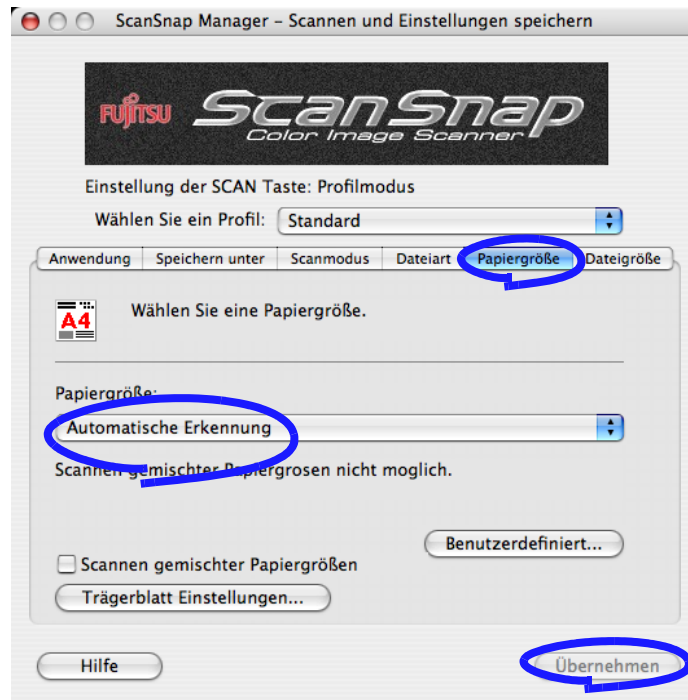 ScanSnap Manager – Scannen und Einstellungen speichern
FUJITSU ScanSnap
Color Image Scanner
Einstellung der SCAN Taste: Profilmodus
Wählen Sie ein Profil: Standard
Anwendung Speichern unter Scanmodus Dateiart Papiergröße Dateigröße
A4 Wählen Sie eine Papiergröße.
Papiergröße:
Automatische Erkennung
Scannen gemischter Papiergrosen nicht moglich.
Benutzerdefiniert...
Scannen gemischter Papiergrößen
Trägerblatt Einstellungen...
Hilfe Übernehmen